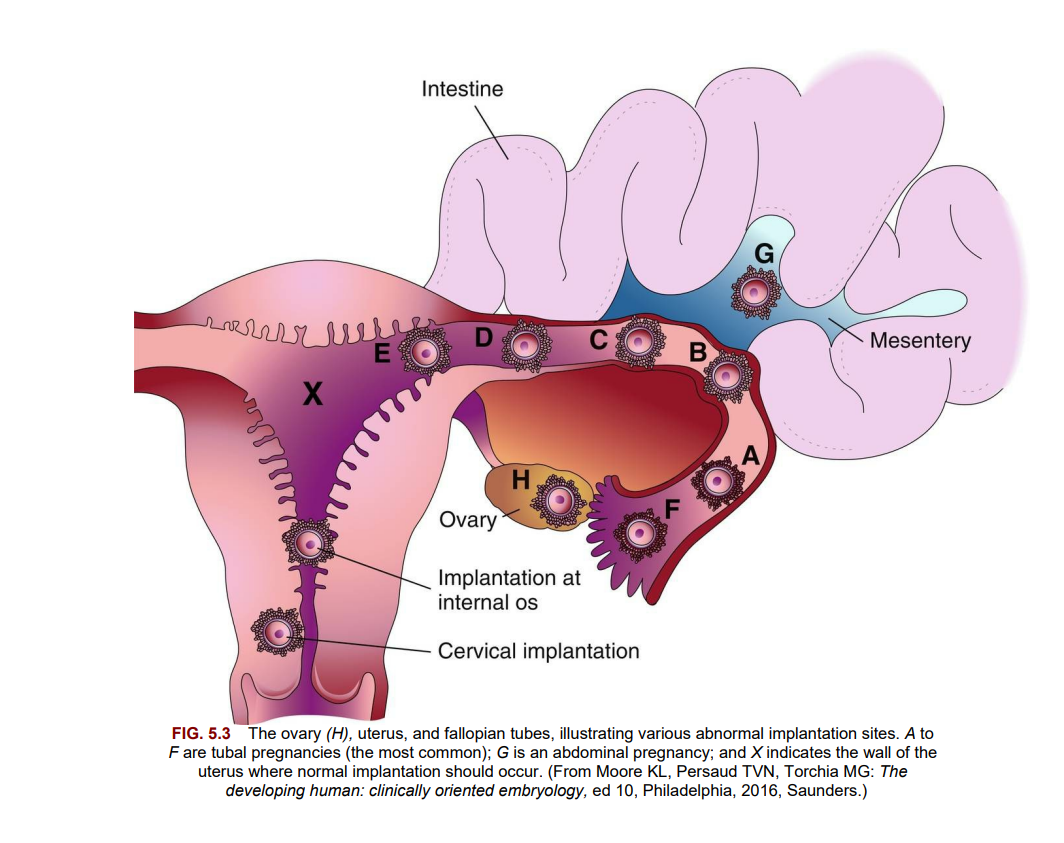 Intestine
G
Mesentery
E
D
C
B
X
A
H
F
Ovary
Implantation at
internal os
Cervical implantation
FIG. 5.3 The ovary (H), uterus, and fallopian tubes, illustrating various abnormal implantation sites. A to
F are tubal pregnancies (the most common); G is an abdominal pregnancy; and X indicates the wall of the
uterus where normal implantation should occur. (From Moore KL, Persaud TVN, Torchia MG: The
developing human: clinically oriented embryology, ed 10, Philadelphia, 2016, Saunders.)